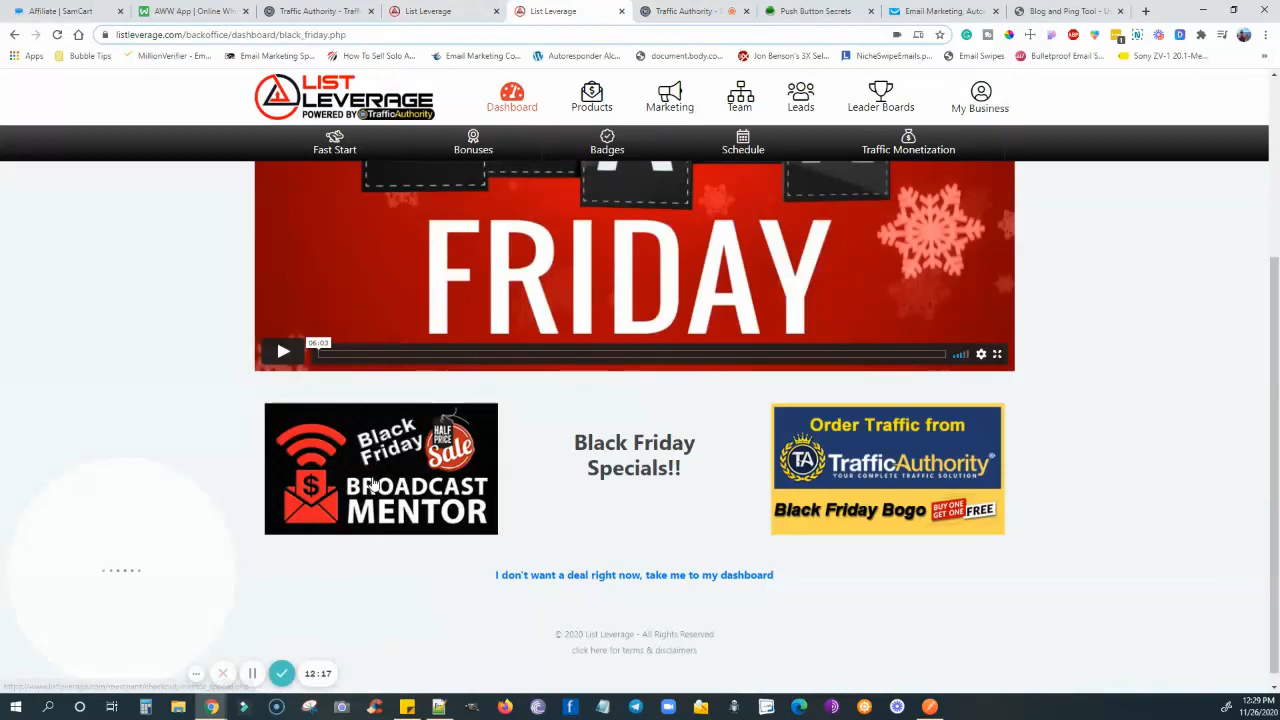 Affiliate | SamCart
AWW App | Online Wh
Traffic Authority - T
List Leverage
List Leverage
Traffic Authority - T
Push Button Secrets
Email Marketing, Auto
Blog and Ping Tool - U
listleverage.com/backoffice/dashboard/black_friday.php
Apps
Bubble Tips
MillionVerifier - Em...
How To Sell Solo A...
Email Marketing Co...
Autoresponder Alc...
document.body.co...
Jon Benson's 3X Sel...
NicheSwipeEmails.p...
Email Swipes
Bulletproof Email S...
Sony ZV-1 20.1-Me...
LIST
LEVERAGE
POWERED BY TrafficAuthority
Dashboard
Products
Marketing
Team
Leads
Leader Boards
My Business
Fast Start
Bonuses
Badges
Schedule
Traffic Monetization
FRIDAY
06:03
Black
Friday
HALF
PRICE
Sale
BROADCAST
MENTOR
Black Friday
Specials!!
Order Traffic from
TA TrafficAuthority®
YOUR COMPLETE TRAFFIC SOLUTION
Black Friday Bogo
BUY ONE
GET ONE
FREE
I don't want a deal right now, take me to my dashboard
© 2020 List Leverage - All Rights Reserved
click here for terms & disclaimers
12:17
12:29 PM
11/26/2020